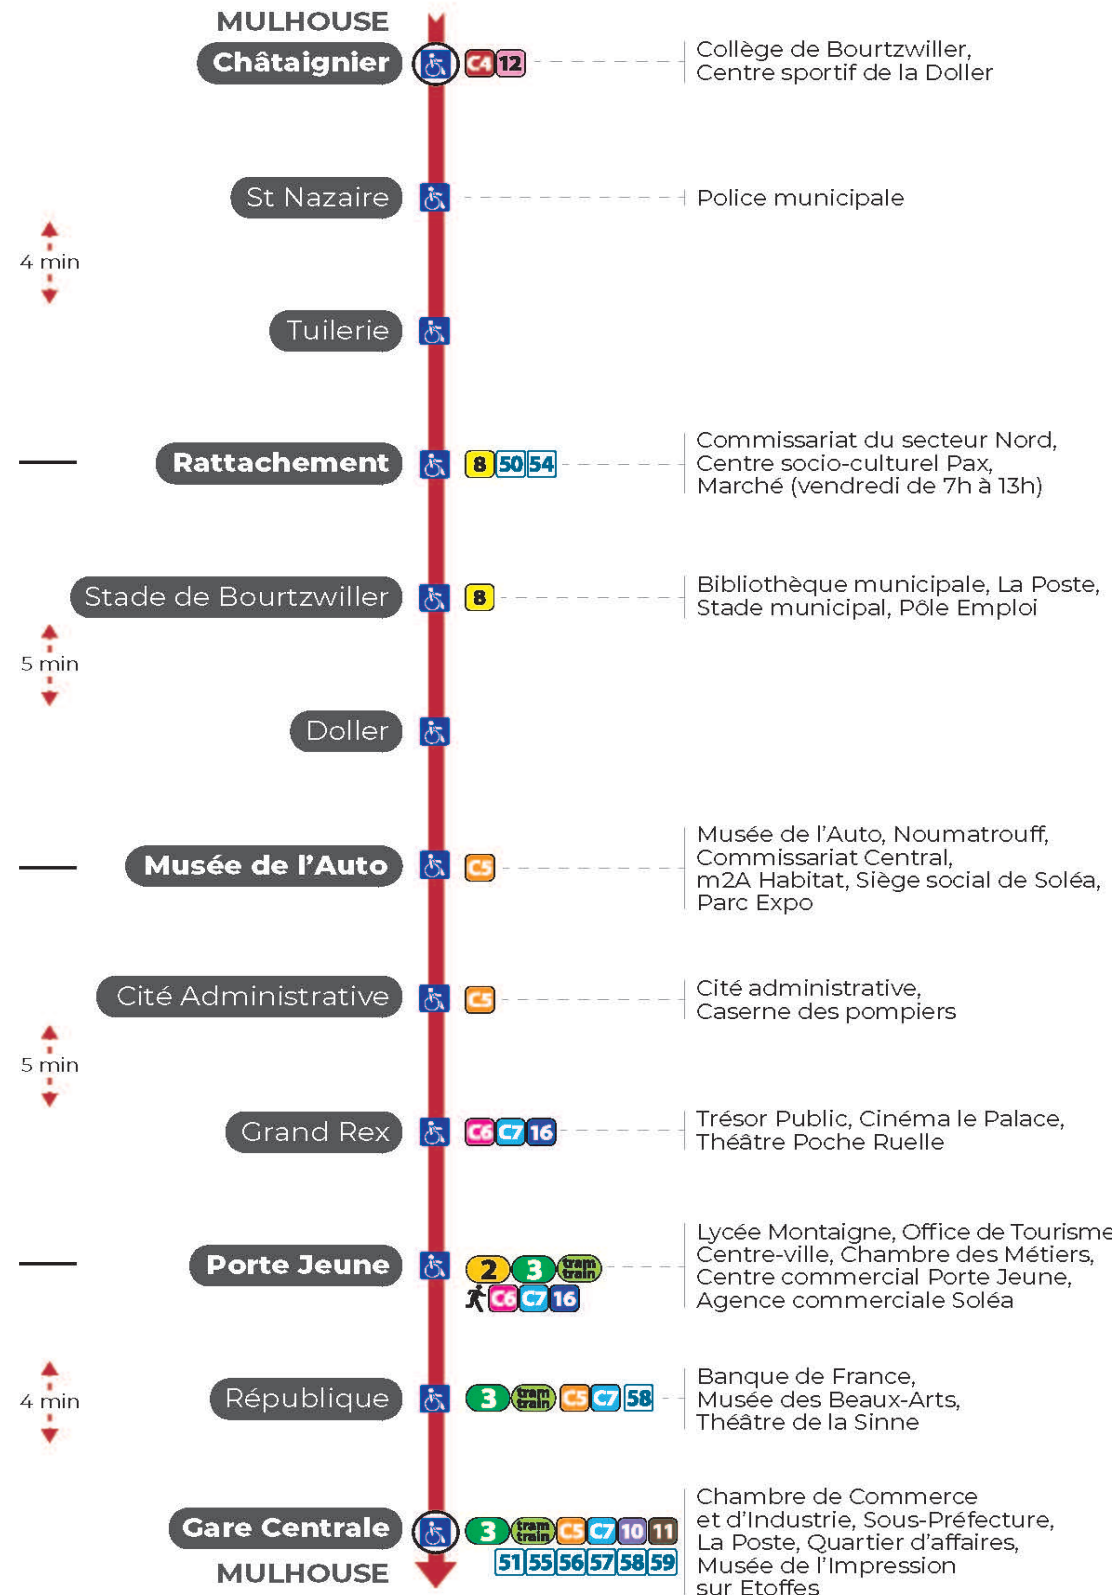 MULHOUSE
Châtaignier
C4 12
Collège de Bourtzwiller,
Centre sportif de la Doller
St Nazaire
Police municipale
4 min
Tuilerie
Rattachement
8 50 54
Commissariat du secteur Nord,
Centre socio-culturel Pax,
Marché (vendredi de 7h à 13h)
Stade de Bourtzwiller
8
Bibliothèque municipale, La Poste,
Stade municipal, Pôle Emploi
5 min
Doller
Musée de l'Auto
C5
Musée de l'Auto, Noumatrouff,
Commissariat Central,
m2A Habitat, Siège social de Soléa,
Parc Expo
Cité Administrative
C5
Cité administrative,
Caserne des pompiers
5 min
Grand Rex
C6 C7 16
Trésor Public, Cinéma le Palace,
Théâtre Poche Ruelle
Porte Jeune
2 3 tram train
C6 C7 16
Lycée Montaigne, Office de Tourisme
Centre-ville, Chambre des Métiers,
Centre commercial Porte Jeune,
Agence commerciale Soléa
4 min
République
3 tram train C5 C7 58
Banque de France,
Musée des Beaux-Arts,
Théâtre de la Sinne
Gare Centrale
3 tram train C5 C7 10 11
51 55 56 57 58 59
MULHOUSE
Chambre de Commerce
et d'Industrie, Sous-Préfecture,
La Poste, Quartier d'affaires,
Musée de l'Impression
sur Etoffes